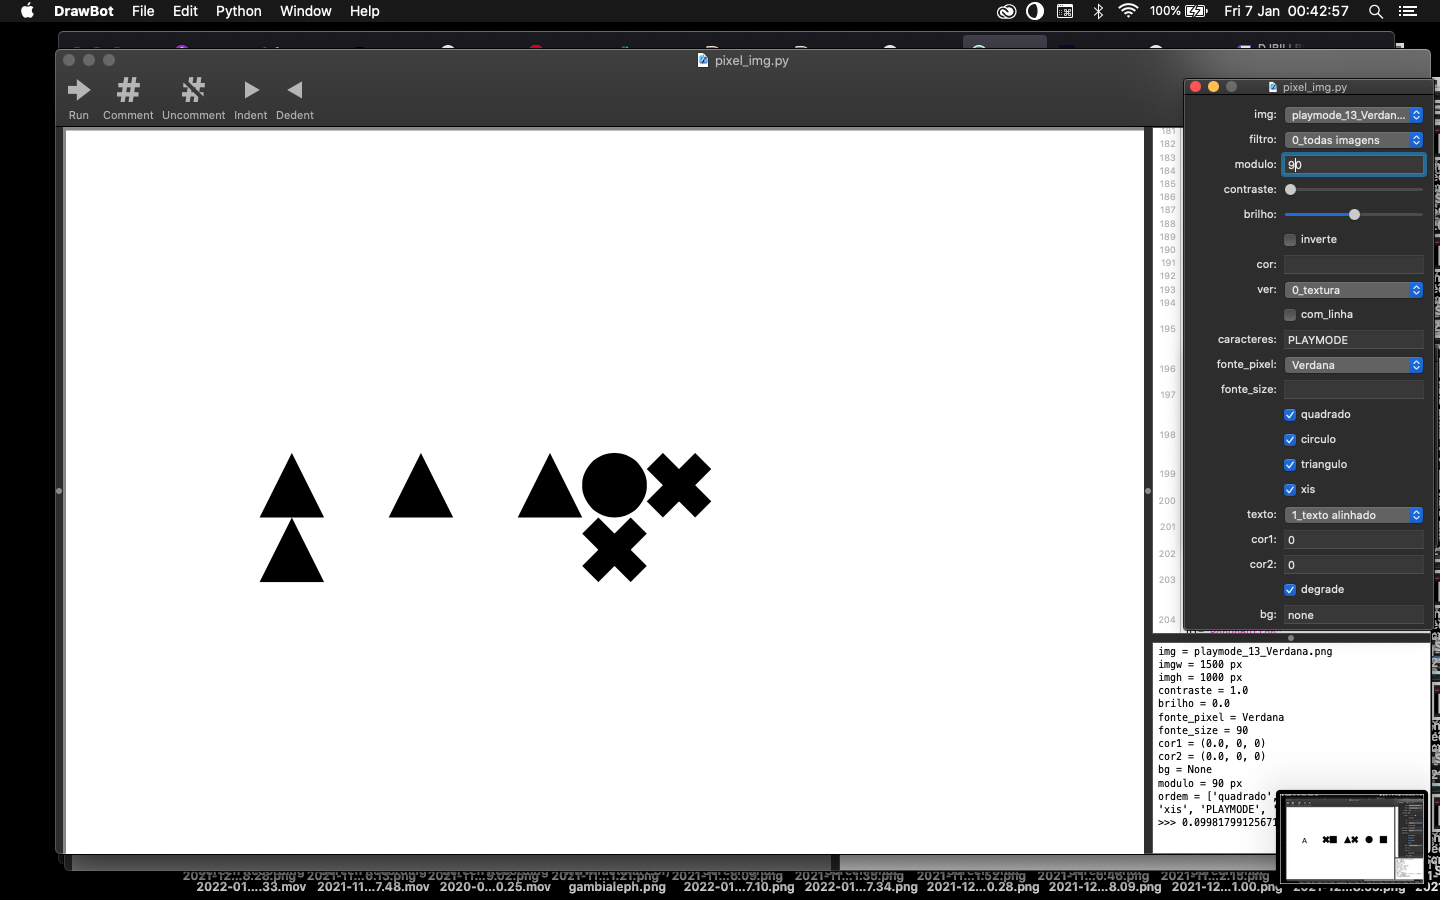 DrawBot File Edit Python Window Help 100% Fri 7 Jan 00:42:57
pixel_img.py
Run Comment Uncomment Indent Dedent
pixel_img.py
img: playmode_13_Verdan...
filtro: 0_todas imagens
modulo: 90
contraste:
brilho:
inverte
cor:
ver: 0_textura
com_linha
caracteres: PLAYMODE
fonte_pixel: Verdana
fonte_size:
quadrado
circulo
triangulo
xis
texto: 1_texto alinhado
cor1: 0
cor2: 0
degrade
bg: none
181
182
183
184
185
186
187
188
189
190
191
192
193
194
195
196
197
198
199
200
201
202
203
204
img = playmode_13_Verdana.png
imgw = 1500 px
imgh = 1000 px
contraste = 1.0
brilho = 0.0
fonte_pixel = Verdana
fonte_size = 90
cor1 = (0.0, 0, 0)
cor2 = (0.0, 0, 0)
bg = None
modulo = 90 px
ordem = ['quadrado',
'xis', 'PLAYMODE',
>>> 0.09981799125671
2022-01....33.mov 2021-11...7.48.mov 2020-0...0.25.mov gambialeph.png 2022-01...7.10.png 2022-01...7.34.png 2021-12...0.28.png 2021-12...8.09.png 2021-12...1.00.png